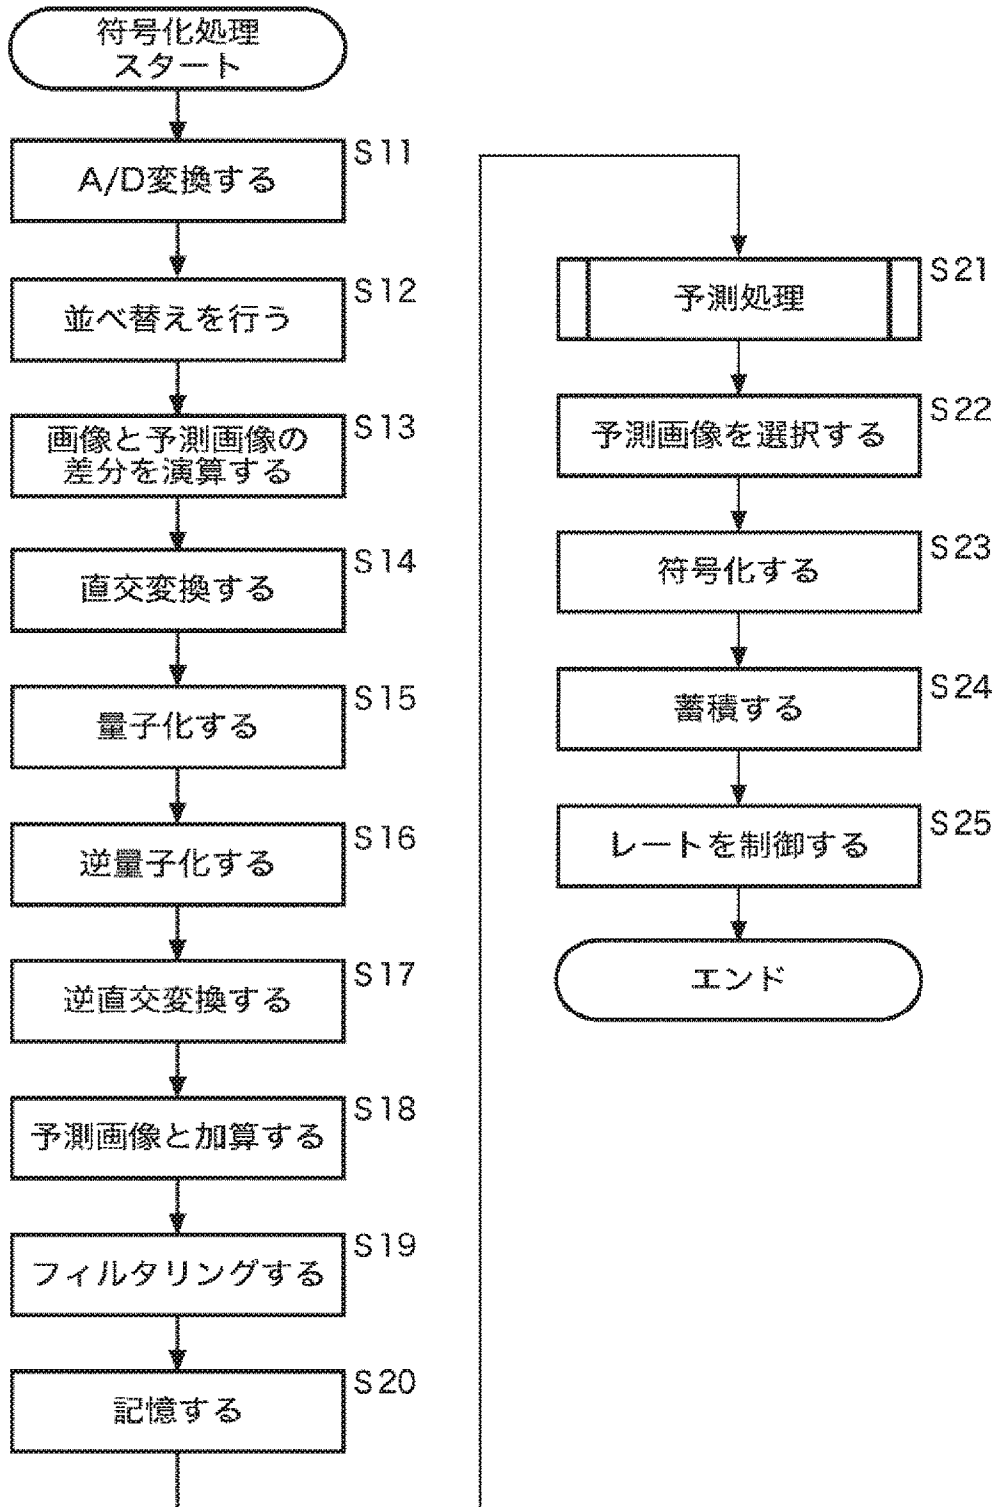 符号化処理
スタート
S11
A/D変換する
S12
並べ替えを行う
S13
画像と予測画像の
差分を演算する
S14
直交変換する
S15
量子化する
S16
逆量子化する
S17
逆直交変換する
S18
予測画像と加算する
S19
フィルタリングする
S20
記憶する
S21
予測処理
S22
予測画像を選択する
S23
符号化する
S24
蓄積する
S25
レートを制御する
エンド